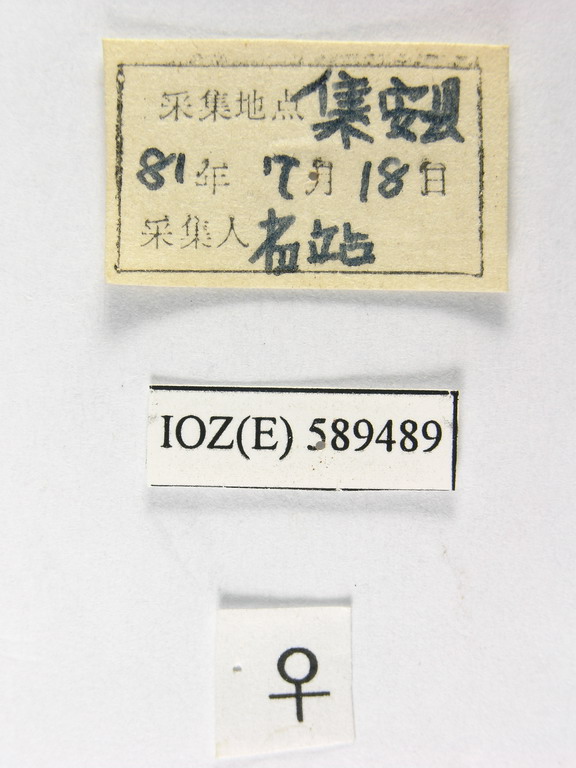 采集地点 集安县
81年 7月 18日
采集人 省站
IOZ(E) 589489
♀